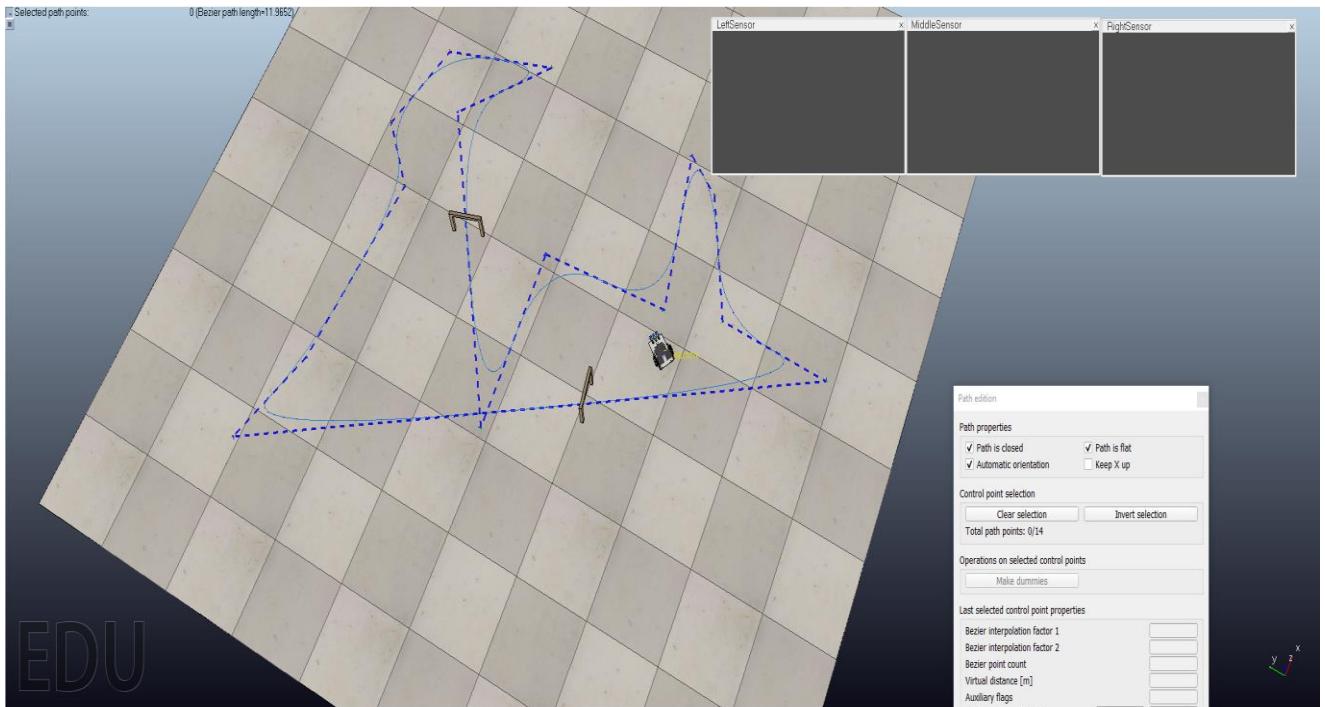 Selected path points: 0 (Bezier path length=11.9652)
LeftSensor x
MiddleSensor x
RightSensor x
Path edition
Path properties
Path is closed
Path is flat
Automatic orientation
Keep X up
Control point selection
Clear selection
Invert selection
Total path points: 0/14
Operations on selected control points
Make dummies
Last selected control point properties
Bezier interpolation factor 1
Bezier interpolation factor 2
Bezier point count
Virtual distance [m]
Auxiliary flags
EDU
x
y z